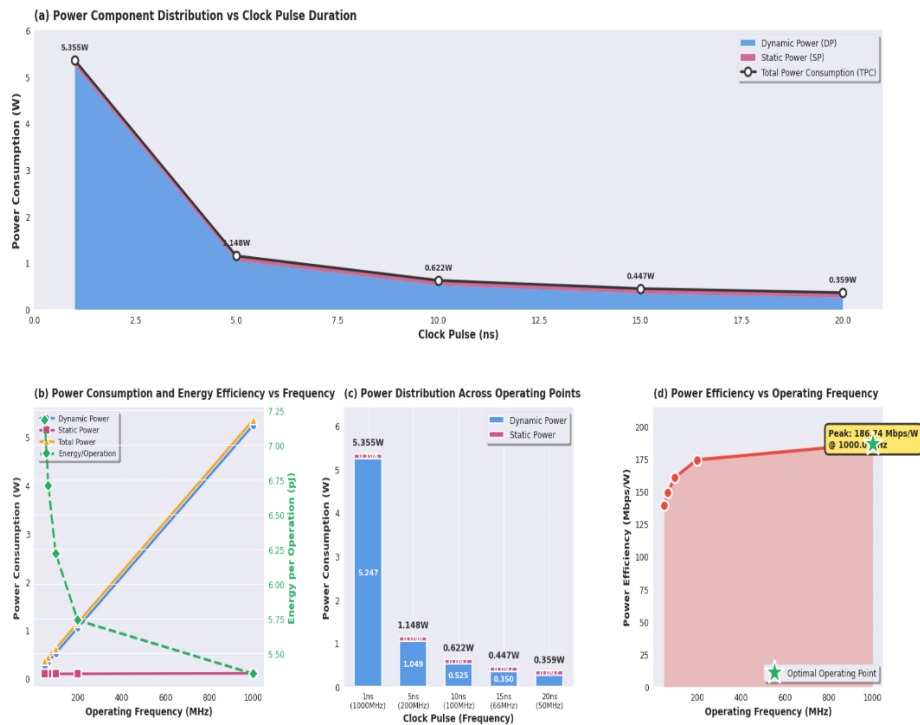 (a) Power Component Distribution vs Clock Pulse Duration
Power Consumption (W)
6
5
4
3
2
1
0
5.355W
1.148W
0.622W
0.447W
0.359W
Dynamic Power (DP)
Static Power (SP)
Total Power Consumption (TPC)
0.0 2.5 5.0 7.5 10.0 12.5 15.0 17.5 20.0
Clock Pulse (ns)
(b) Power Consumption and Energy Efficiency vs Frequency
Power Consumption (W)
5
4
3
2
1
0
Dynamic Power
Static Power
Total Power
Energy/Operation
7.25
7.00
6.75
6.50
6.25
6.00
5.75
5.50
Energy per Operation (pJ)
200 400 600 800 1000
Operating Frequency (MHz)
(c) Power Distribution Across Operating Points
Power Consumption (W)
6
5
4
3
2
1
0
Dynamic Power
Static Power
5.355W
5.247
1.148W
1.049
0.622W
0.525
0.447W
0.350
0.359W
1ns 5ns 10ns 15ns 20ns
(1000MHz) (200MHz) (100MHz) (66MHz) (50MHz)
Clock Pulse (Frequency)
(d) Power Efficiency vs Operating Frequency
Power Efficiency (Mbps/W)
200
175
150
125
100
75
50
25
0
Peak: 186.74 Mbps/W
@ 1000.0
Optimal Operating Point
200 400 600 800 1000
Operating Frequency (MHz)